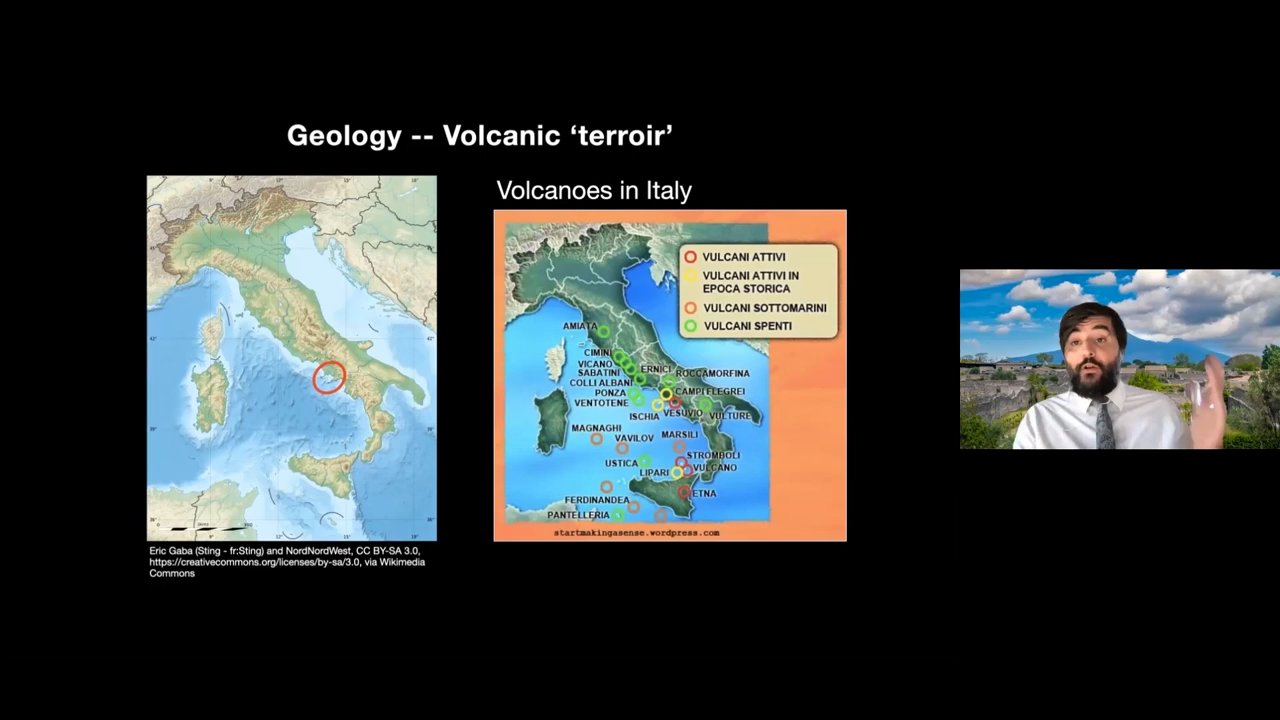 Geology -- Volcanic ‘terroir’
Volcanoes in Italy
VULCANI ATTIVI
VULCANI ATTIVI IN
EPOCA STORICA
VULCANI SOTTOMARINI
VULCANI SPENTI
AMIATA
CIMINI
VICANO
ERNICI
ROCCAMORFINA
SABATINI
COLLI ALBANI
PONZA
CAMPI FLEGREI
VENTOTENE
ISCHIA
VESUVIO
VULTURE
MAGNAGHI
VAVILOV
MARSILI
STROMBOLI
USTICA
LIPARI
VULCANO
ETNA
FERDINANDEA
PANTELLERIA
startmakingasense.wordpress.com
Eric Gaba (Sting - fr:Sting) and NordNordWest, CC BY-SA 3.0,
https://creativecommons.org/licenses/by-sa/3.0, via Wikimedia
Commons